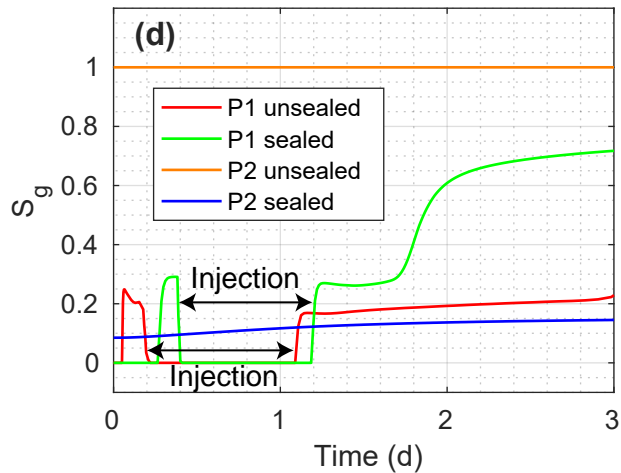 (d)
1
0.8
0.6
0.4
0.2
0
S_g
P1 unsealed
P1 sealed
P2 unsealed
P2 sealed
Injection
Injection
0
1
2
3
Time (d)